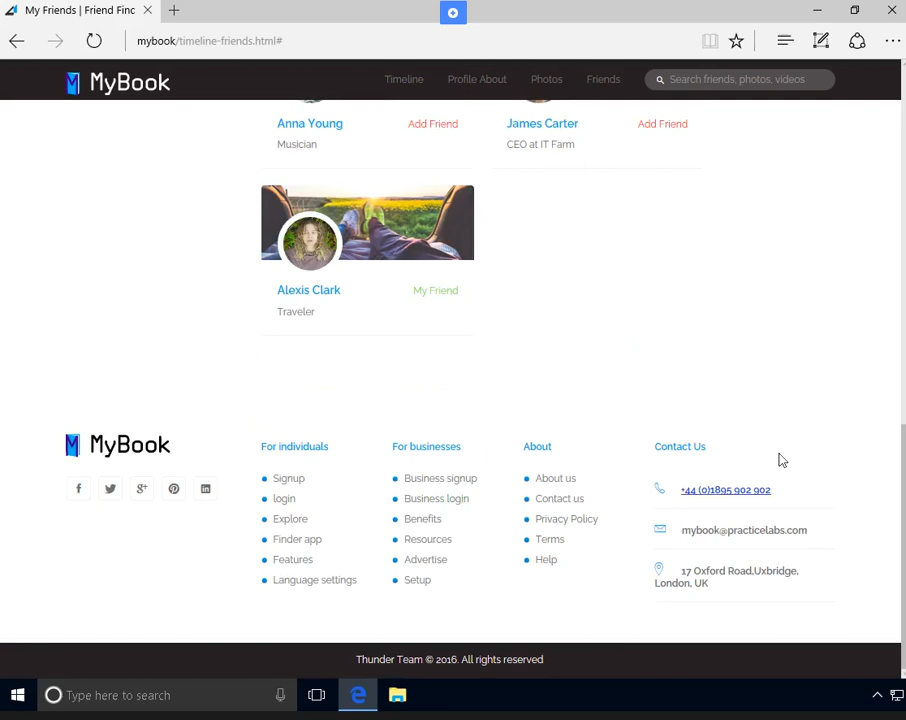 My Friends | Friend Finc
mybook/timeline-friends.html#
MyBook
Timeline
Profile About
Photos
Friends
Search friends, photos, videos
Anna Young
Add Friend
Musician
James Carter
Add Friend
CEO at IT Farm
Alexis Clark
My Friend
Traveler
MyBook
For individuals
Signup
login
Explore
Finder app
Features
Language settings
For businesses
Business signup
Business login
Benefits
Resources
Advertise
Setup
About
About us
Contact us
Privacy Policy
Terms
Help
Contact Us
+44 (0)1895 902 902
mybook@practicelabs.com
17 Oxford Road,Uxbridge,
London, UK
Thunder Team © 2016. All rights reserved
Type here to search